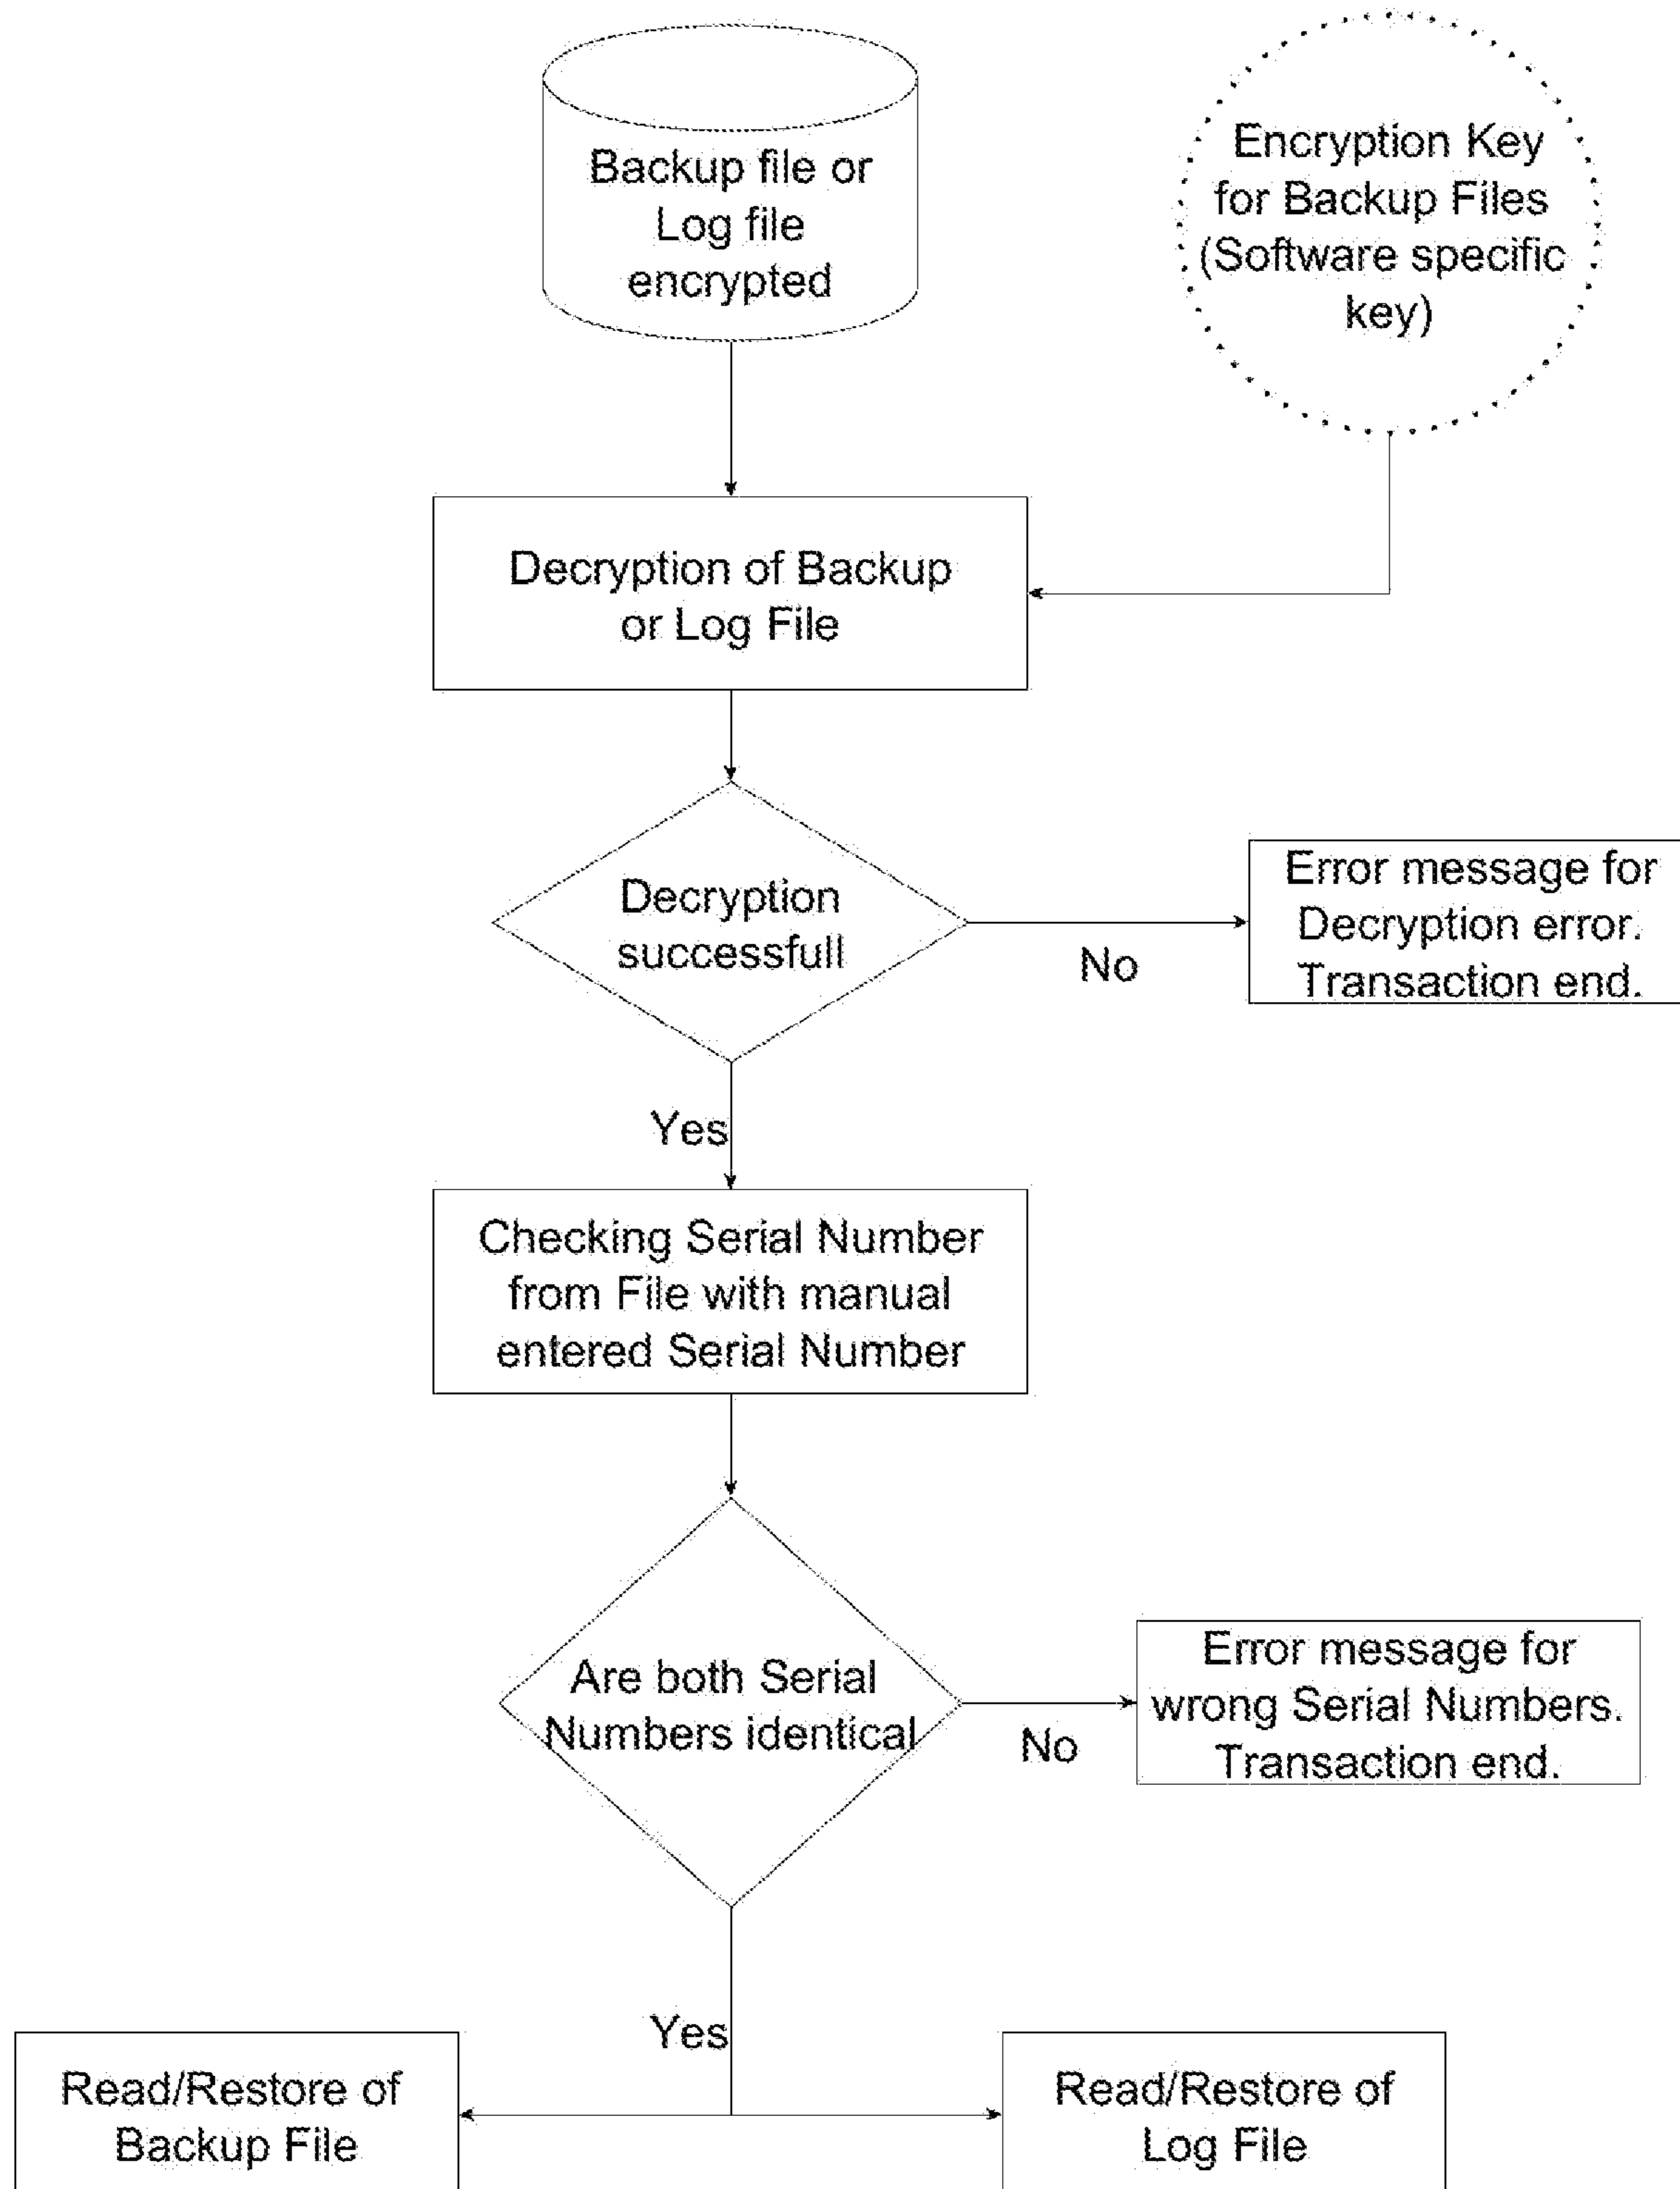 Backup file or
Log file
encrypted
Encryption Key
for Backup Files
(Software specific
key)
Decryption of Backup
or Log File
Decryption
successfull
No
Error message for
Decryption error.
Transaction end.
Yes
Checking Serial Number
from File with manual
entered Serial Number
Are both Serial
Numbers identical
No
Error message for
wrong Serial Numbers.
Transaction end.
Yes
Read/Restore of
Backup File
Read/Restore of
Log File